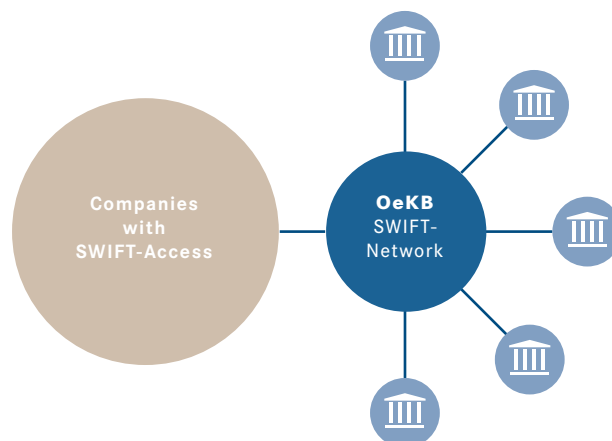 Companies
with
SWIFT-Access
OeKB
SWIFT-
Network